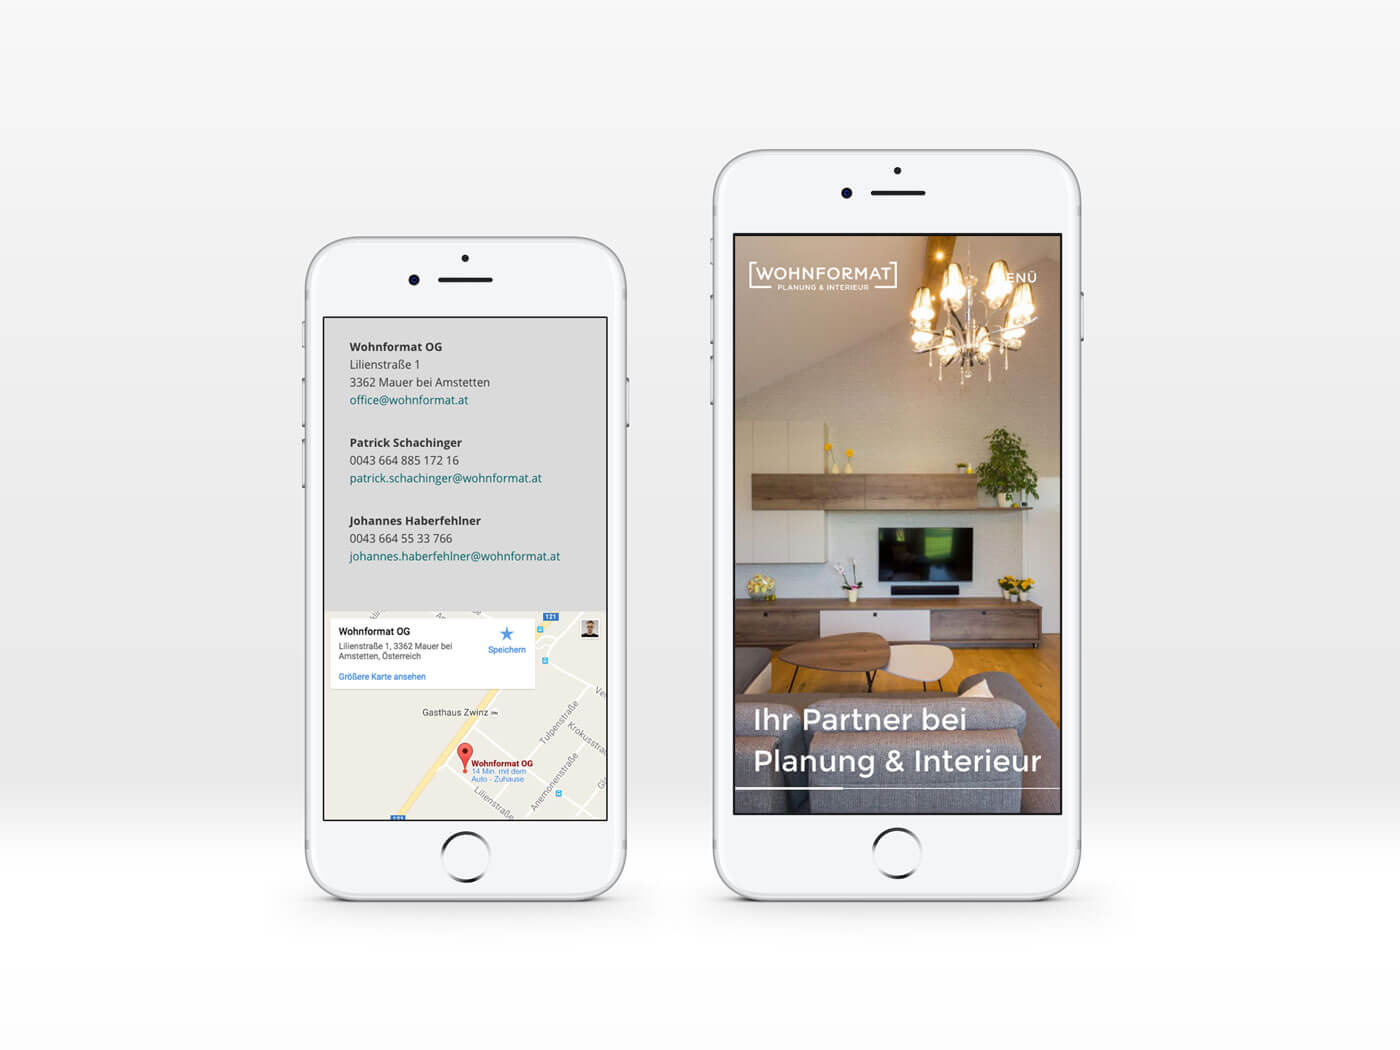 Wohnformat OG
Lilienstraße 1
3362 Mauer bei Amstetten
office@wohnformat.at
Patrick Schachinger
0043 664 885 172 16
patrick.schachinger@wohnformat.at
Johannes Haberfehlner
0043 664 55 33 766
johannes.haberfehlner@wohnformat.at
121
Wohnformat OG
Lilienstraße 1, 3362 Mauer bei
Amstetten, Österreich
Speichern
Größere Karte ansehen
Gasthaus Zwinz
Tulpenstraße
Krokusstraß
Wohnformat OG
14 Min. mit dem
Auto - Zuhause
Lilienstraße
Anemonenstraße
121
WOHNFORMAT
PLANUNG & INTERIEUR
ENÜ
Ihr Partner bei
Planung & Interieur